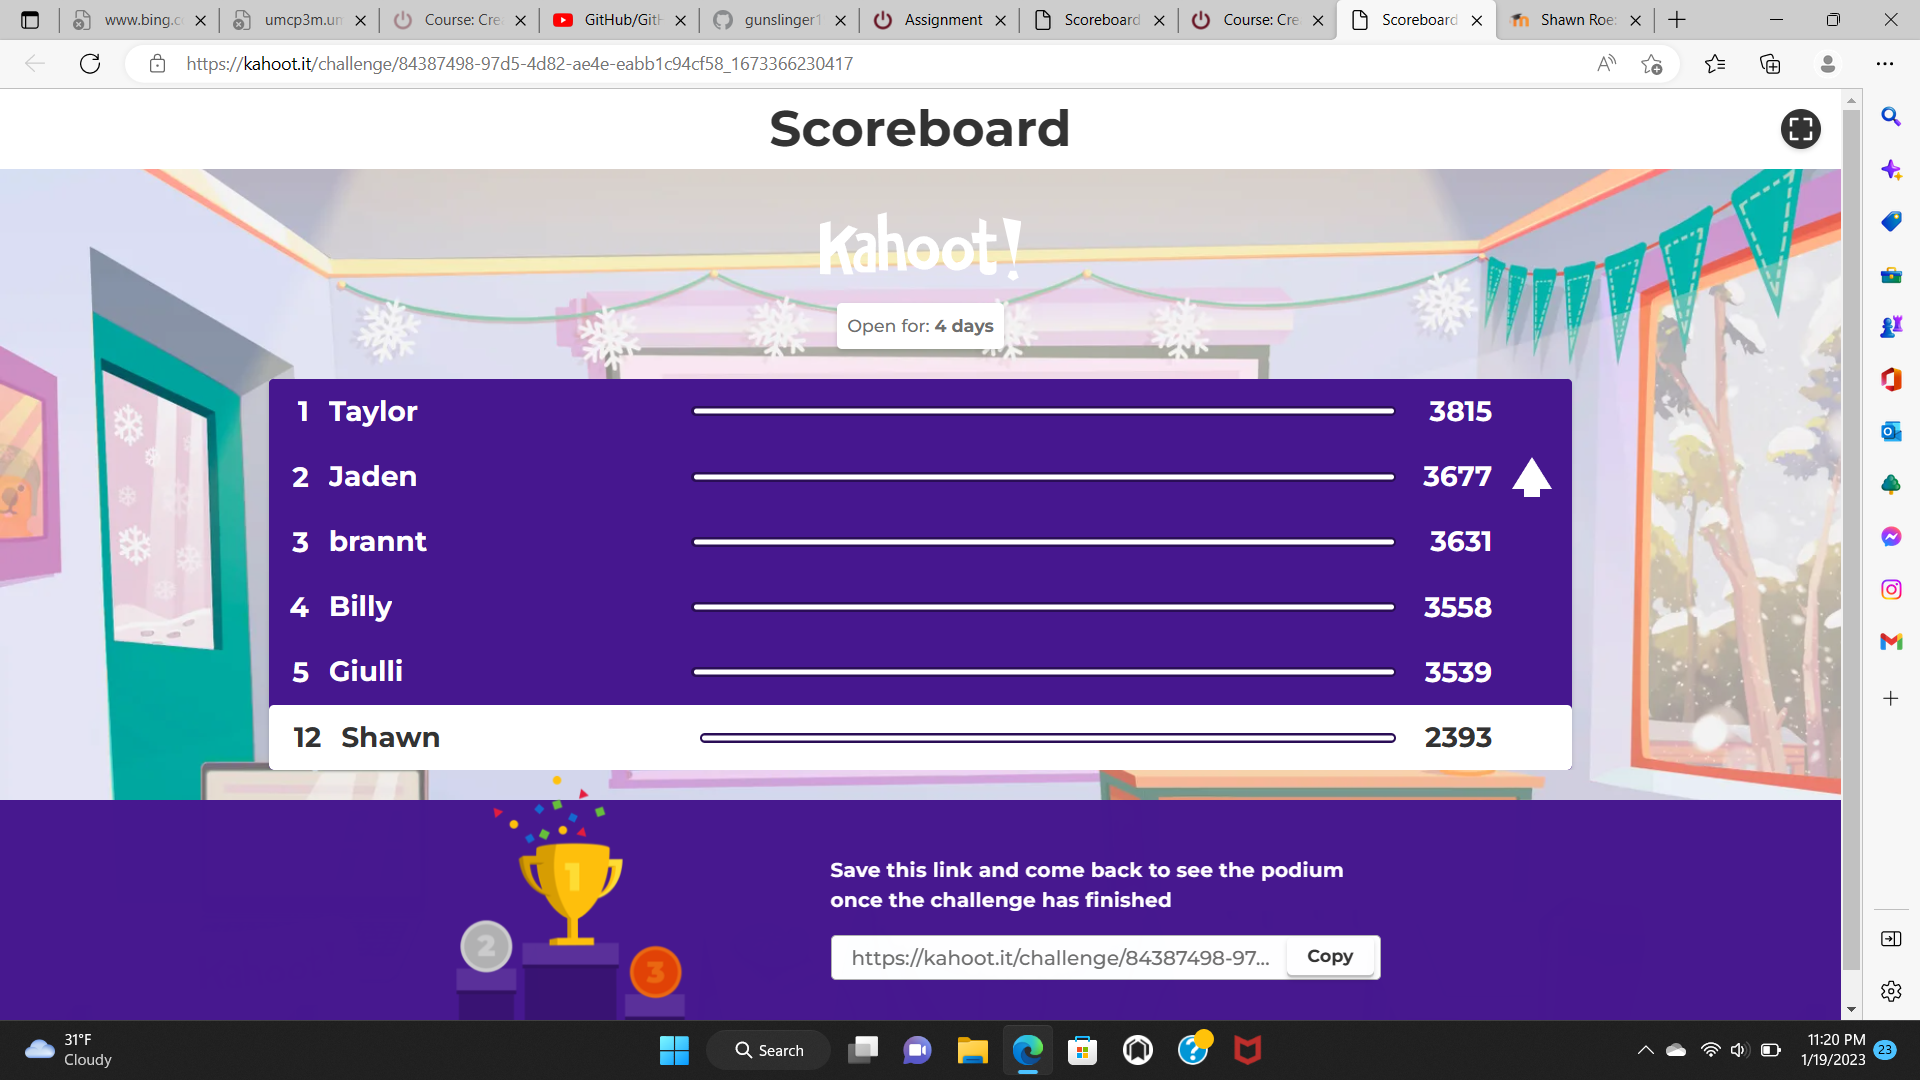 www.bing.c
umcp3m.un
Course: Cre
GitHub/Git
gunslinger1
Assignment
Scoreboard
Course: Cre
Scoreboard
Shawn Roe
https://kahoot.it/challenge/84387498-97d5-4d82-ae4e-eabb1c94cf58_1673366230417
Scoreboard
Kahoot!
Open for: 4 days
1 Taylor 3815
2 Jaden 3677
3 brannt 3631
4 Billy 3558
5 Giulli 3539
12 Shawn 2393
1
2
3
Save this link and come back to see the podium
once the challenge has finished
https://kahoot.it/challenge/84387498-97... Copy
31°F
Cloudy
Search
11:20 PM
1/19/2023
23